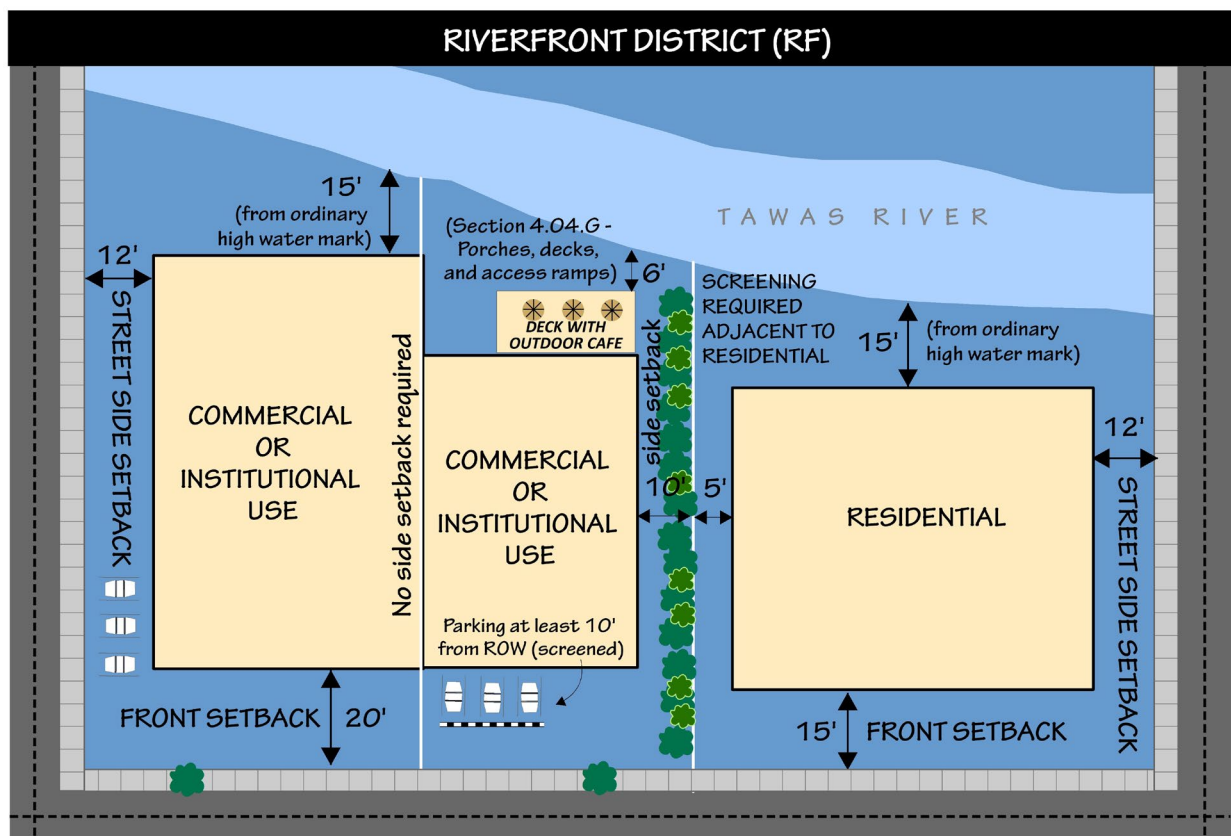 RIVERFRONT DISTRICT (RF)
TAWAS RIVER
15'
(from ordinary
high water mark)
12'
STREET SIDE SETBACK
(Section 4.04.G -
Porches, decks,
and access ramps)
6'
DECK WITH
OUTDOOR CAFE
SCREENING
REQUIRED
ADJACENT TO
RESIDENTIAL
15'
(from ordinary
high water mark)
COMMERCIAL
OR
INSTITUTIONAL
USE
No side setback required
COMMERCIAL
OR
INSTITUTIONAL
USE
side setback
10'
5'
RESIDENTIAL
12'
STREET SIDE SETBACK
Parking at least 10'
from ROW (screened)
FRONT SETBACK
20'
15'
FRONT SETBACK